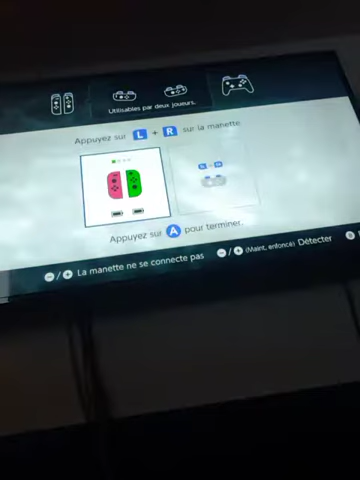 Utilisables par deux joueurs.
Appuyez sur L + R sur la manette
Appuyez sur A pour terminer.
−/+ La manette ne se connecte pas −/+ (Maint. enfoncé) Détecter